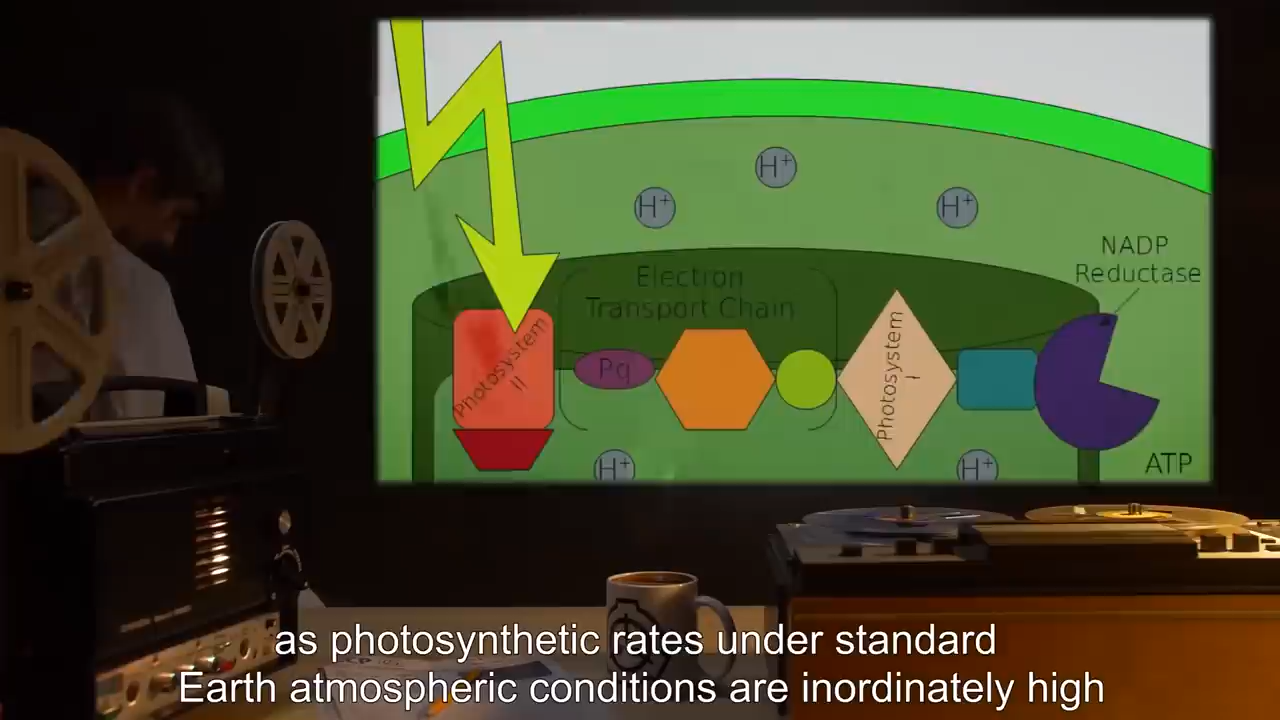 H+
H+
H+
NADP
Reductase
Electron
Transport Chain
Photosystem
II
Pq
Photosystem
I
ATP
H+
H+
as photosynthetic rates under standard
Earth atmospheric conditions are inordinately high